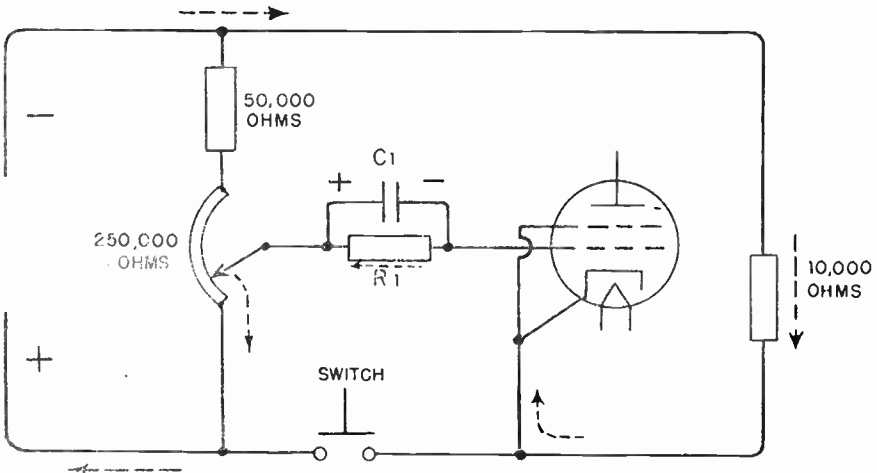 50,000
OHMS
C1
+
−
−
250,000
OHMS
R1
10,000
OHMS
+
SWITCH